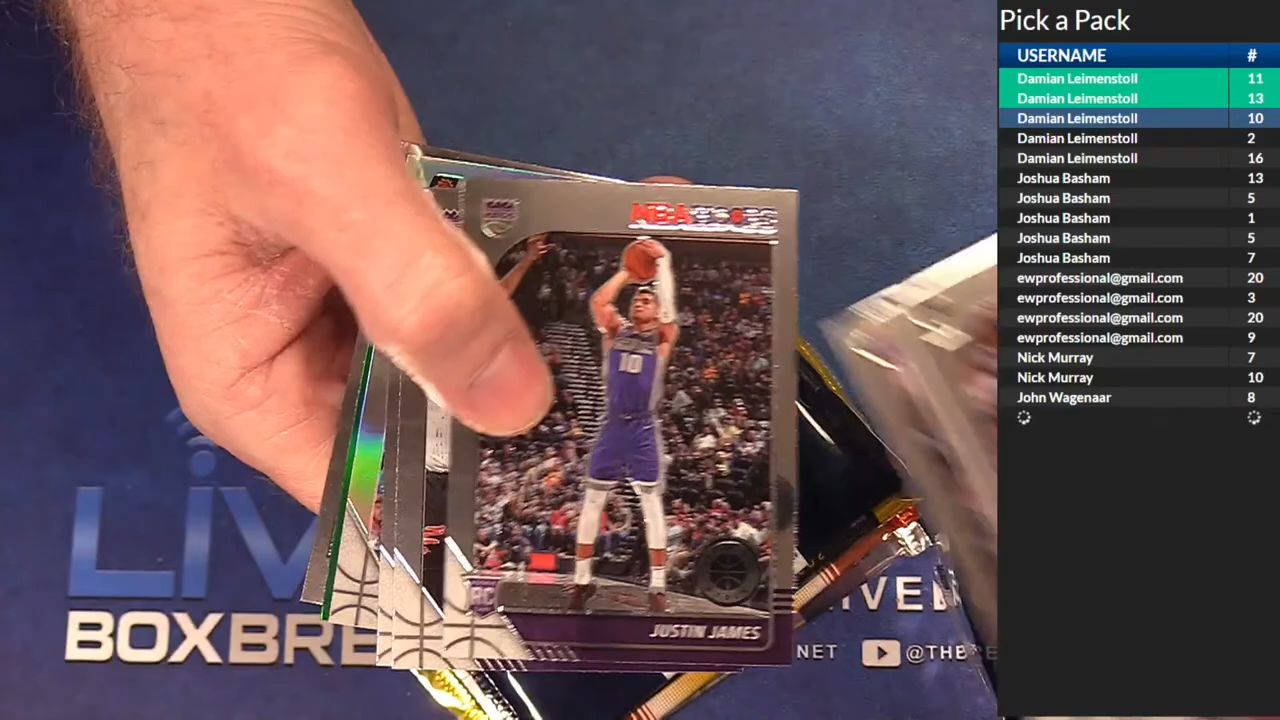 Pick a Pack
USERNAME #
Damian Leimenstoll 11
Damian Leimenstoll 13
Damian Leimenstoll 10
Damian Leimenstoll 2
Damian Leimenstoll 16
Joshua Basham 13
Joshua Basham 5
Joshua Basham 1
Joshua Basham 5
Joshua Basham 7
ewprofessional@gmail.com 20
ewprofessional@gmail.com 3
ewprofessional@gmail.com 20
ewprofessional@gmail.com 9
Nick Murray 7
Nick Murray 10
John Wagenaar 8
NBA HOOPS
10
RC
JUSTIN JAMES
LIV
BOXBRE
IVE
NET
@THE